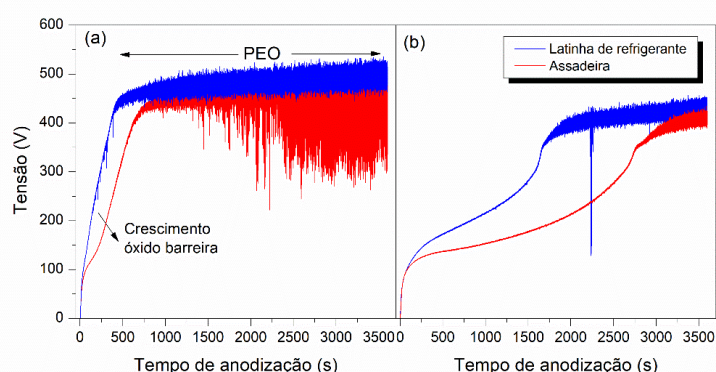 600
500
400
300
200
100
0
Tensão (V)
(a)
PEO
Crescimento
óxido barreira
0 500 1000 1500 2000 2500 3000 3500
Tempo de anodização (s)
(b)
Latinha de refrigerante
Assadeira
0 500 1000 1500 2000 2500 3000 3500
Tempo de anodização (s)